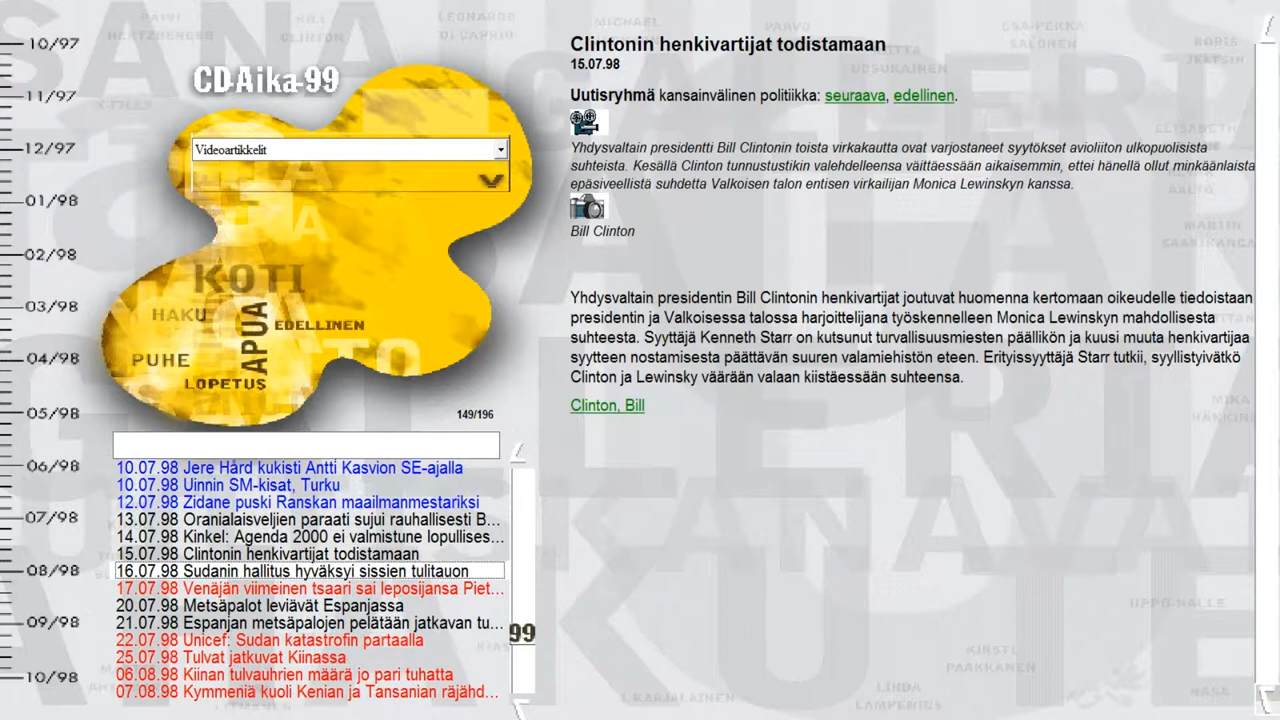 10/97
11/97
12/97
01/98
02/98
03/98
04/98
05/98
06/98
07/98
08/98
09/98
10/98
CD-Aika-99
Videoartikkelit
KOTI
HAKU
APUA
EDELLINEN
PUHE
LOPETUS
149/196
10.07.98 Jere Hård kukisti Antti Kasvion SE-ajalla
10.07.98 Uinnin SM-kisat, Turku
12.07.98 Zidane puski Ranskan maailmanmestariksi
13.07.98 Oranialaisveljien paraati sujui rauhallisesti B...
14.07.98 Kinkel: Agenda 2000 ei valmistune lopullises...
15.07.98 Clintonin henkivartijat todistamaan
16.07.98 Sudanin hallitus hyväksyi sissien tulitauon
17.07.98 Venäjän viimeinen tsaari sai leposijansa Piet...
20.07.98 Metsäpalot leviävät Espanjassa
21.07.98 Espanjan metsäpalojen pelätään jatkavan tu...
22.07.98 Unicef: Sudan katastrofin partaalla
25.07.98 Tulvat jatkuvat Kiinassa
06.08.98 Kiinan tulvauhrien määrä jo pari tuhatta
07.08.98 Kymmeniä kuoli Kenian ja Tansanian räjähd...
99
Clintonin henkivartijat todistamaan
15.07.98
Uutisryhmä kansainvälinen politiikka: seuraava, edellinen.
Yhdysvaltain presidentti Bill Clintonin toista virkakautta ovat varjostaneet syytökset avioliiton ulkopuolisista
suhteista. Kesällä Clinton tunnustustikin valehdelleensa väittäessään aikaisemmin, ettei hänellä ollut minkäänlaista
epäsiveellistä suhdetta Valkoisen talon entisen virkailijan Monica Lewinskyn kanssa.
Bill Clinton
Yhdysvaltain presidentin Bill Clintonin henkivartijat joutuvat huomenna kertomaan oikeudelle tiedoistaan
presidentin ja Valkoisessa talossa harjoittelijana työskennelleen Monica Lewinskyn mahdollisesta
suhteesta. Syyttäjä Kenneth Starr on kutsunut turvallisuusmiesten päällikön ja kuusi muuta henkivartijaa
syytteen nostamisesta päättävän suuren valamiehistön eteen. Erityissyyttäjä Starr tutkii, syyllistyivätkö
Clinton ja Lewinsky väärään valaan kiistäessään suhteensa.
Clinton, Bill